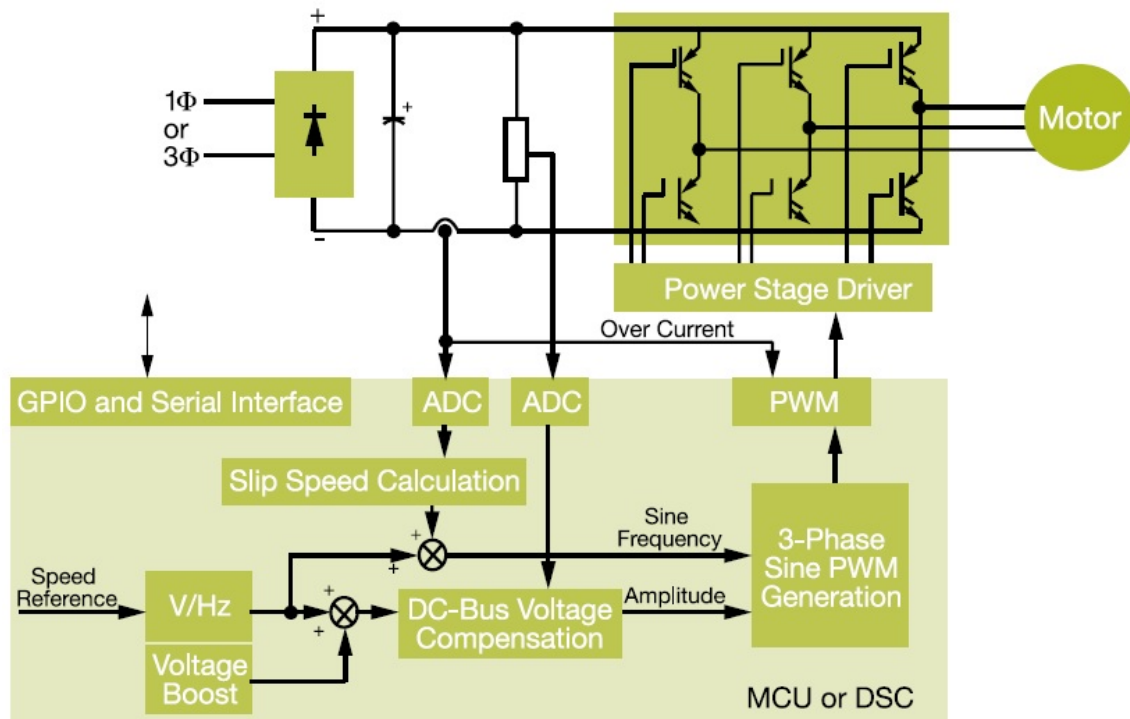 +
1Φ
or
3Φ
-
+
Motor
Power Stage Driver
Over Current
GPIO and Serial Interface
ADC
ADC
PWM
Slip Speed Calculation
+
+
Sine
Frequency
3-Phase
Sine PWM
Generation
Speed
Reference
V/Hz
+
+
DC-Bus Voltage
Compensation
Amplitude
Voltage
Boost
MCU or DSC